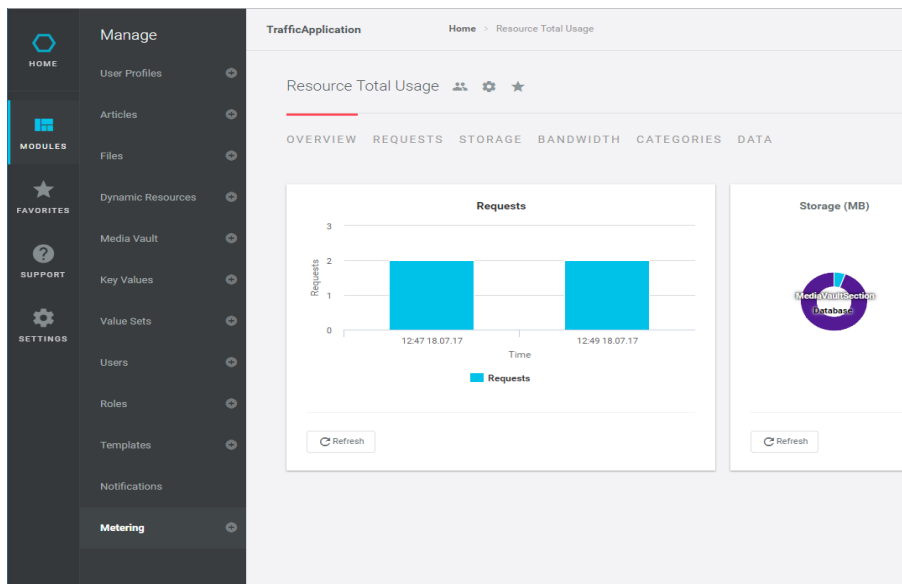 HOME
MODULES
FAVORITES
SUPPORT
SETTINGS
Manage
User Profiles
Articles
Files
Dynamic Resources
Media Vault
Key Values
Value Sets
Users
Roles
Templates
Notifications
Metering
TrafficApplication
Home > Resource Total Usage
Resource Total Usage
OVERVIEW REQUESTS STORAGE BANDWIDTH CATEGORIES DATA
Requests
3
2
1
0
Requests
12:47 18.07.17 12:49 18.07.17
Time
Requests
Refresh
Storage (MB)
MediaVaultSection
Database
Refresh